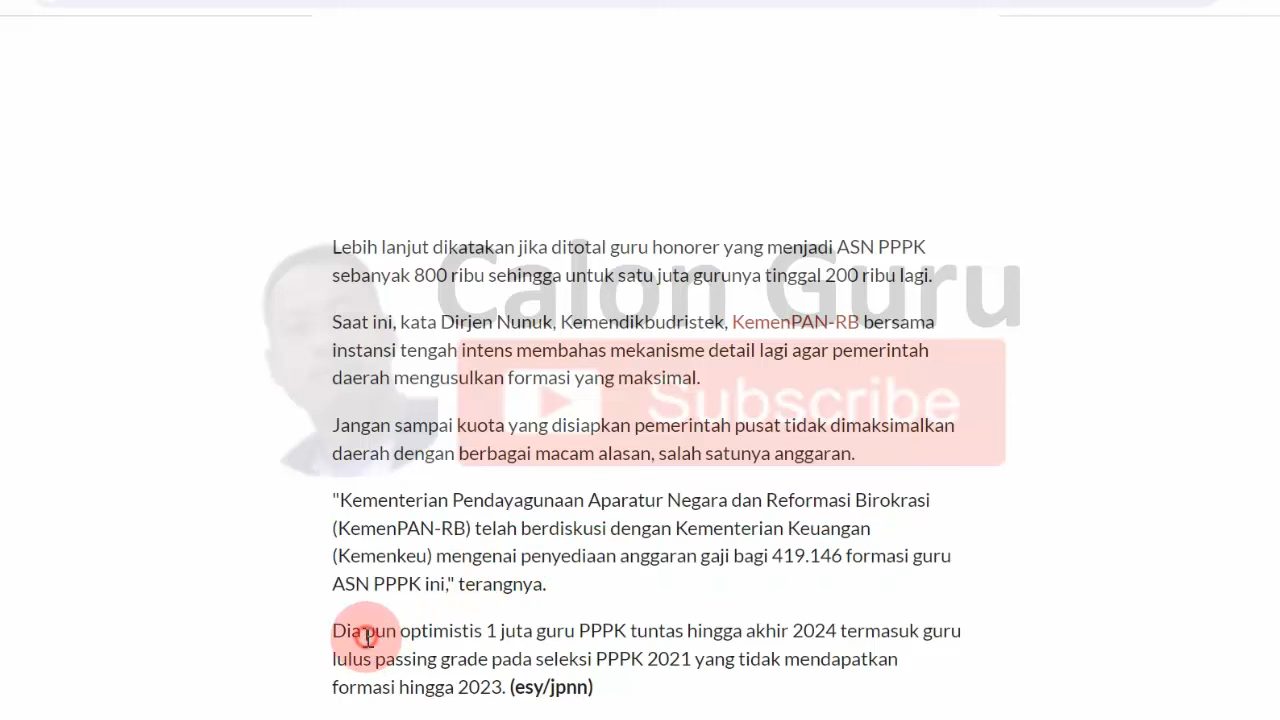 Lebih lanjut dikatakan jika ditotal guru honorer yang menjadi ASN PPPK
sebanyak 800 ribu sehingga untuk satu juta gurunya tinggal 200 ribu lagi.
Calon Guru
Saat ini, kata Dirjen Nunuk, Kemendikbudristek, KemenPAN-RB bersama
instansi tengah intens membahas mekanisme detail lagi agar pemerintah
daerah mengusulkan formasi yang maksimal.
Subscribe
Jangan sampai kuota yang disiapkan pemerintah pusat tidak dimaksimalkan
daerah dengan berbagai macam alasan, salah satunya anggaran.
"Kementerian Pendayagunaan Aparatur Negara dan Reformasi Birokrasi
(KemenPAN-RB) telah berdiskusi dengan Kementerian Keuangan
(Kemenkeu) mengenai penyediaan anggaran gaji bagi 419.146 formasi guru
ASN PPPK ini," terangnya.
Dia pun optimistis 1 juta guru PPPK tuntas hingga akhir 2024 termasuk guru
lulus passing grade pada seleksi PPPK 2021 yang tidak mendapatkan
formasi hingga 2023. (esy/jpnn)